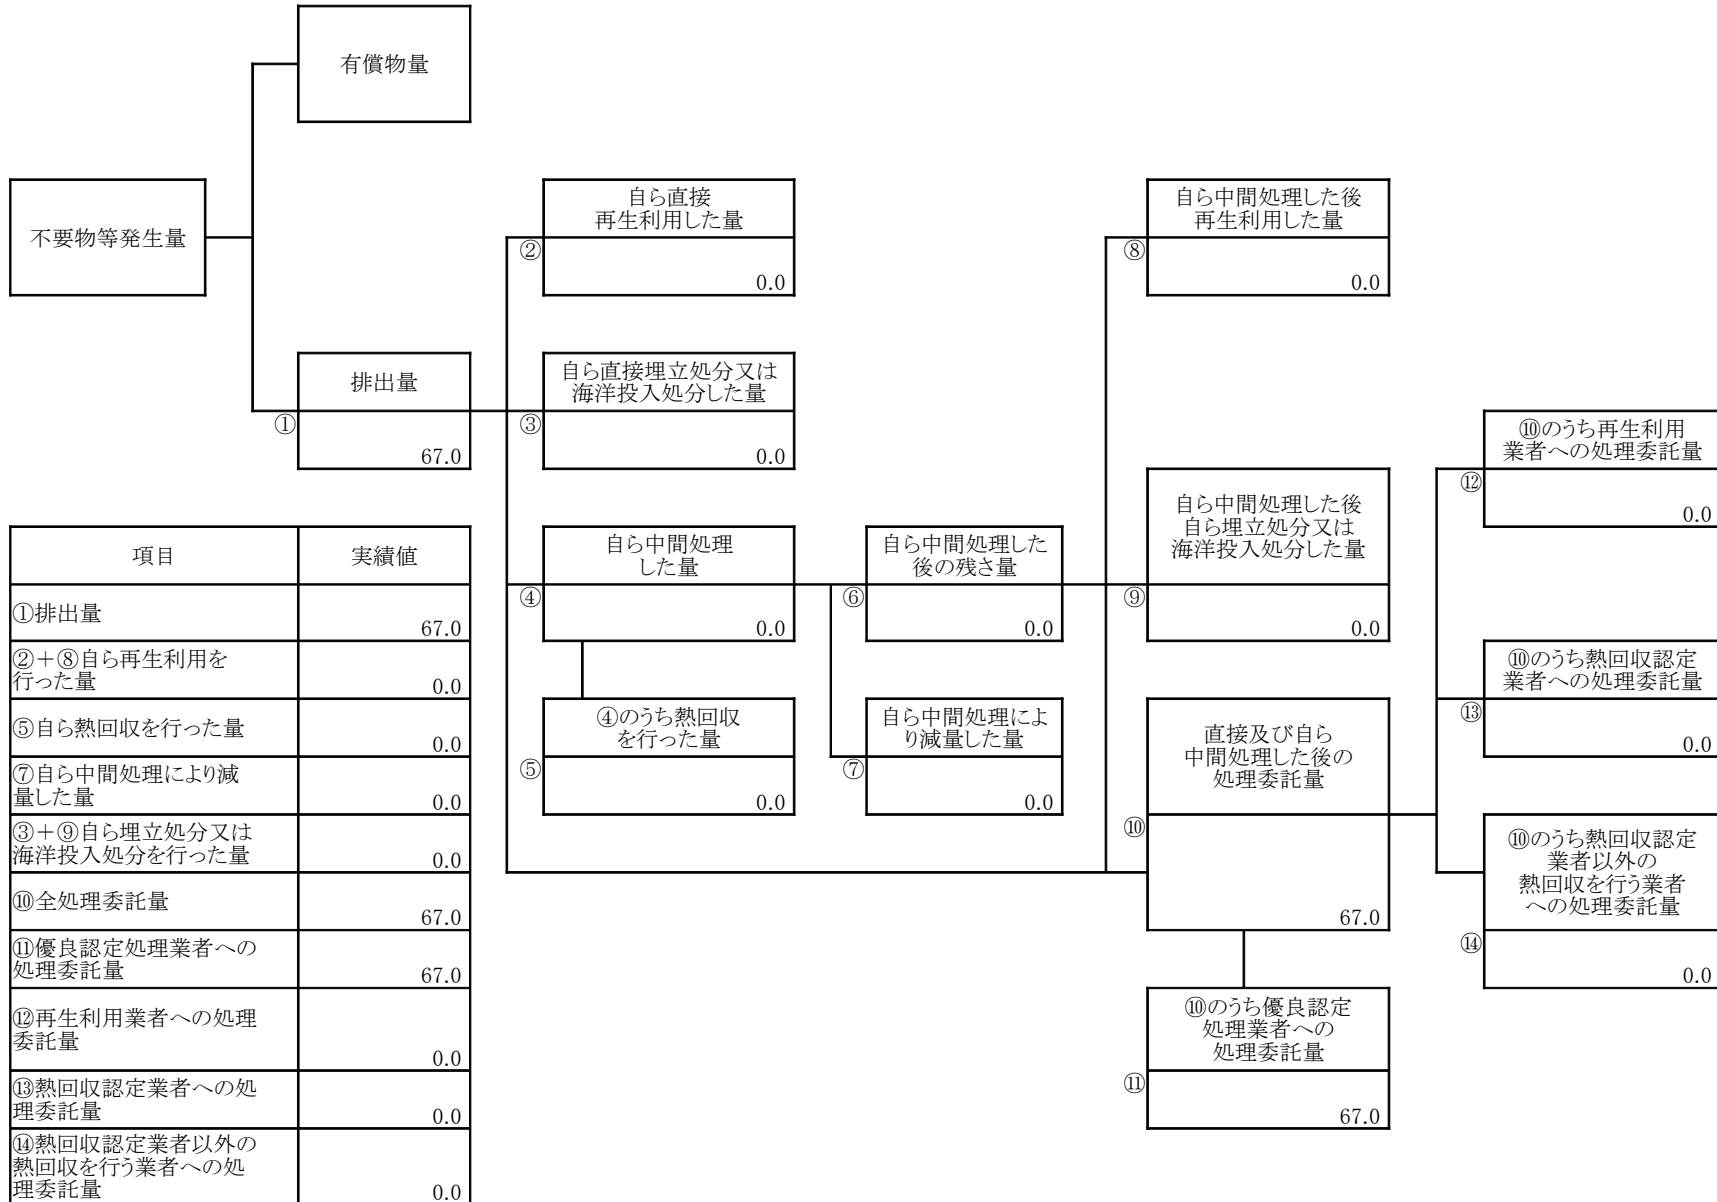 有償物量
不要物等発生量
自ら直接
再生利用した量
②
0.0
自ら中間処理した後
再生利用した量
⑧
0.0
排出量
①
67.0
自ら直接埋立処分又は
海洋投入処分した量
③
0.0
⑩のうち再生利用
業者への処理委託量
⑫
0.0
自ら中間処理
した量
④
0.0
自ら中間処理した
後の残さ量
⑥
0.0
自ら中間処理した後
自ら埋立処分又は
海洋投入処分した量
⑨
0.0
⑩のうち熱回収認定
業者への処理委託量
⑬
0.0
④のうち熱回収
を行った量
⑤
0.0
自ら中間処理によ
り減量した量
⑦
0.0
直接及び自ら
中間処理した後の
処理委託量
⑩
67.0
⑩のうち熱回収認定
業者以外の
熱回収を行う業者
への処理委託量
⑭
0.0
⑩のうち優良認定
処理業者への
処理委託量
⑪
67.0
項目 実績値
①排出量
67.0
②＋⑧自ら再生利用を
行った量
0.0
⑤自ら熱回収を行った量
0.0
⑦自ら中間処理により減
量した量
0.0
③＋⑨自ら埋立処分又は
海洋投入処分を行った量
0.0
⑩全処理委託量
67.0
⑪優良認定処理業者への
処理委託量
67.0
⑫再生利用業者への処理
委託量
0.0
⑬熱回収認定業者への処
理委託量
0.0
⑭熱回収認定業者以外の
熱回収を行う業者への処
理委託量
0.0